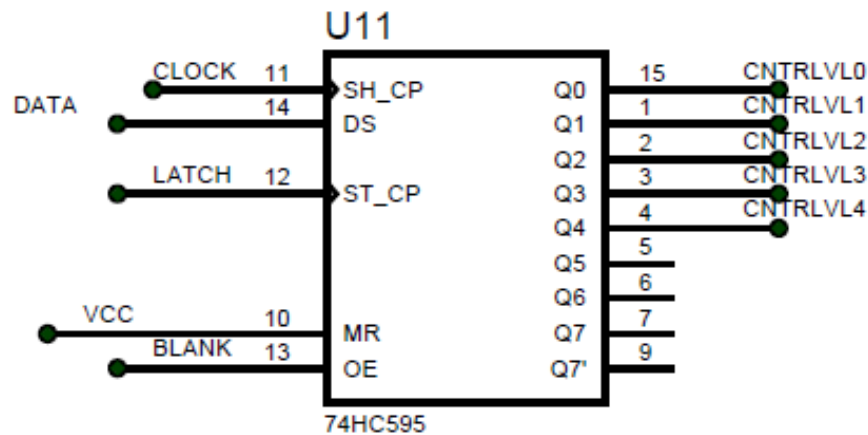 U11
CLOCK 11 SH_CP Q0 15 CNTRLVL0
DATA 14 DS Q1 1 CNTRLVL1
Q2 2 CNTRLVL2
LATCH 12 ST_CP Q3 3 CNTRLVL3
Q4 4 CNTRLVL4
Q5 5
Q6 6
VCC 10 MR Q7 7
BLANK 13 OE Q7' 9
74HC595